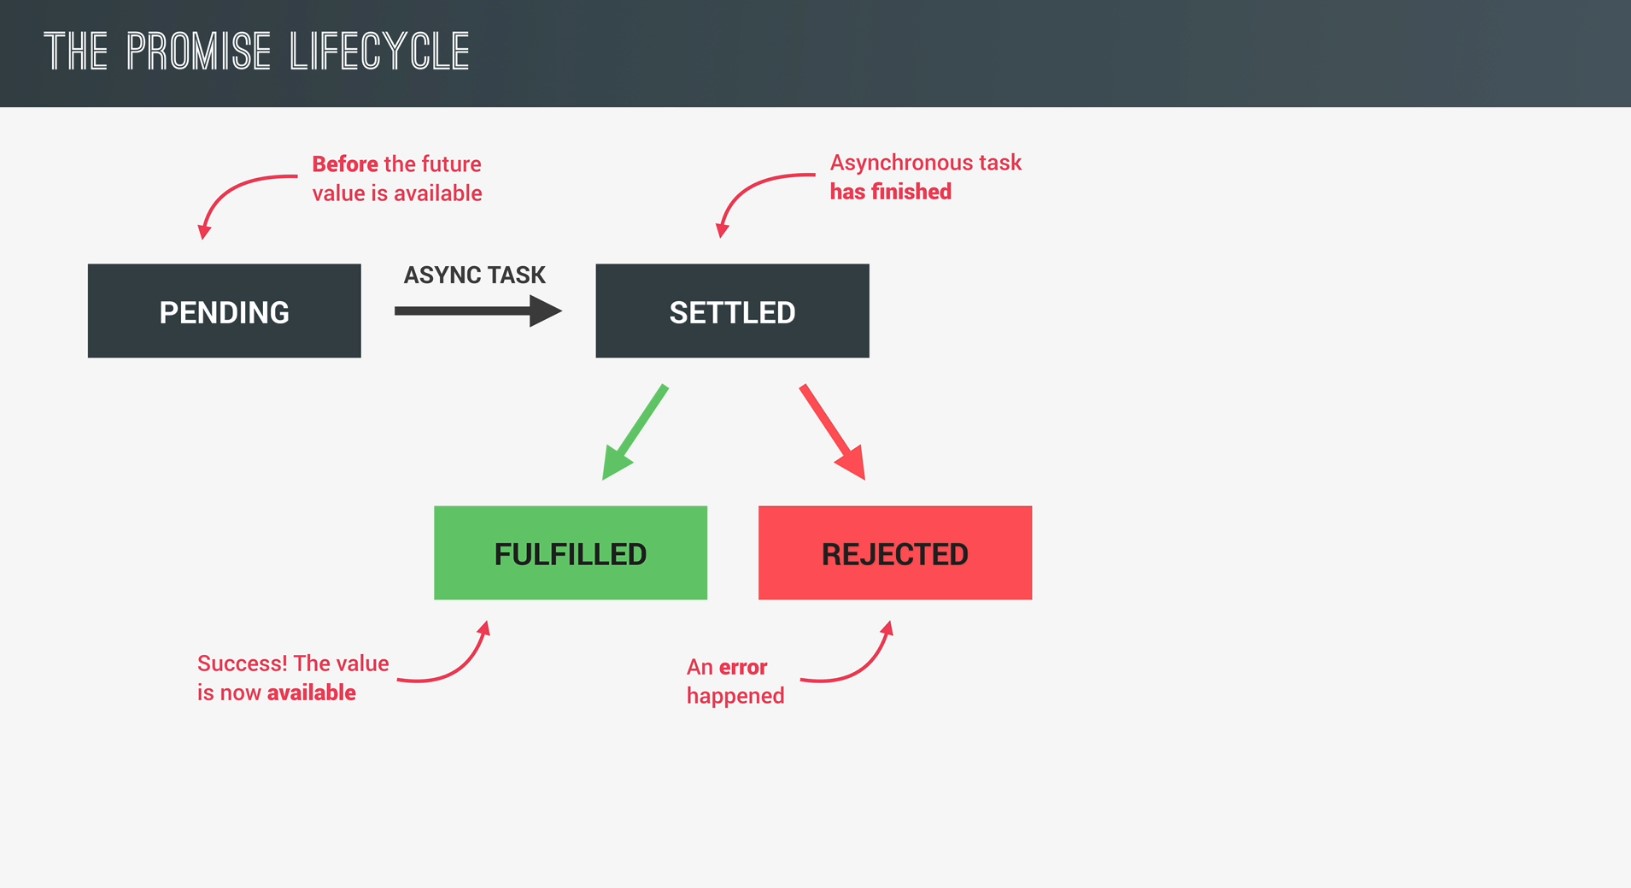 THE PROMISE LIFECYCLE
Before the future
value is available
Asynchronous task
has finished
PENDING
ASYNC TASK
SETTLED
FULFILLED
REJECTED
Success! The value
is now available
An error
happened